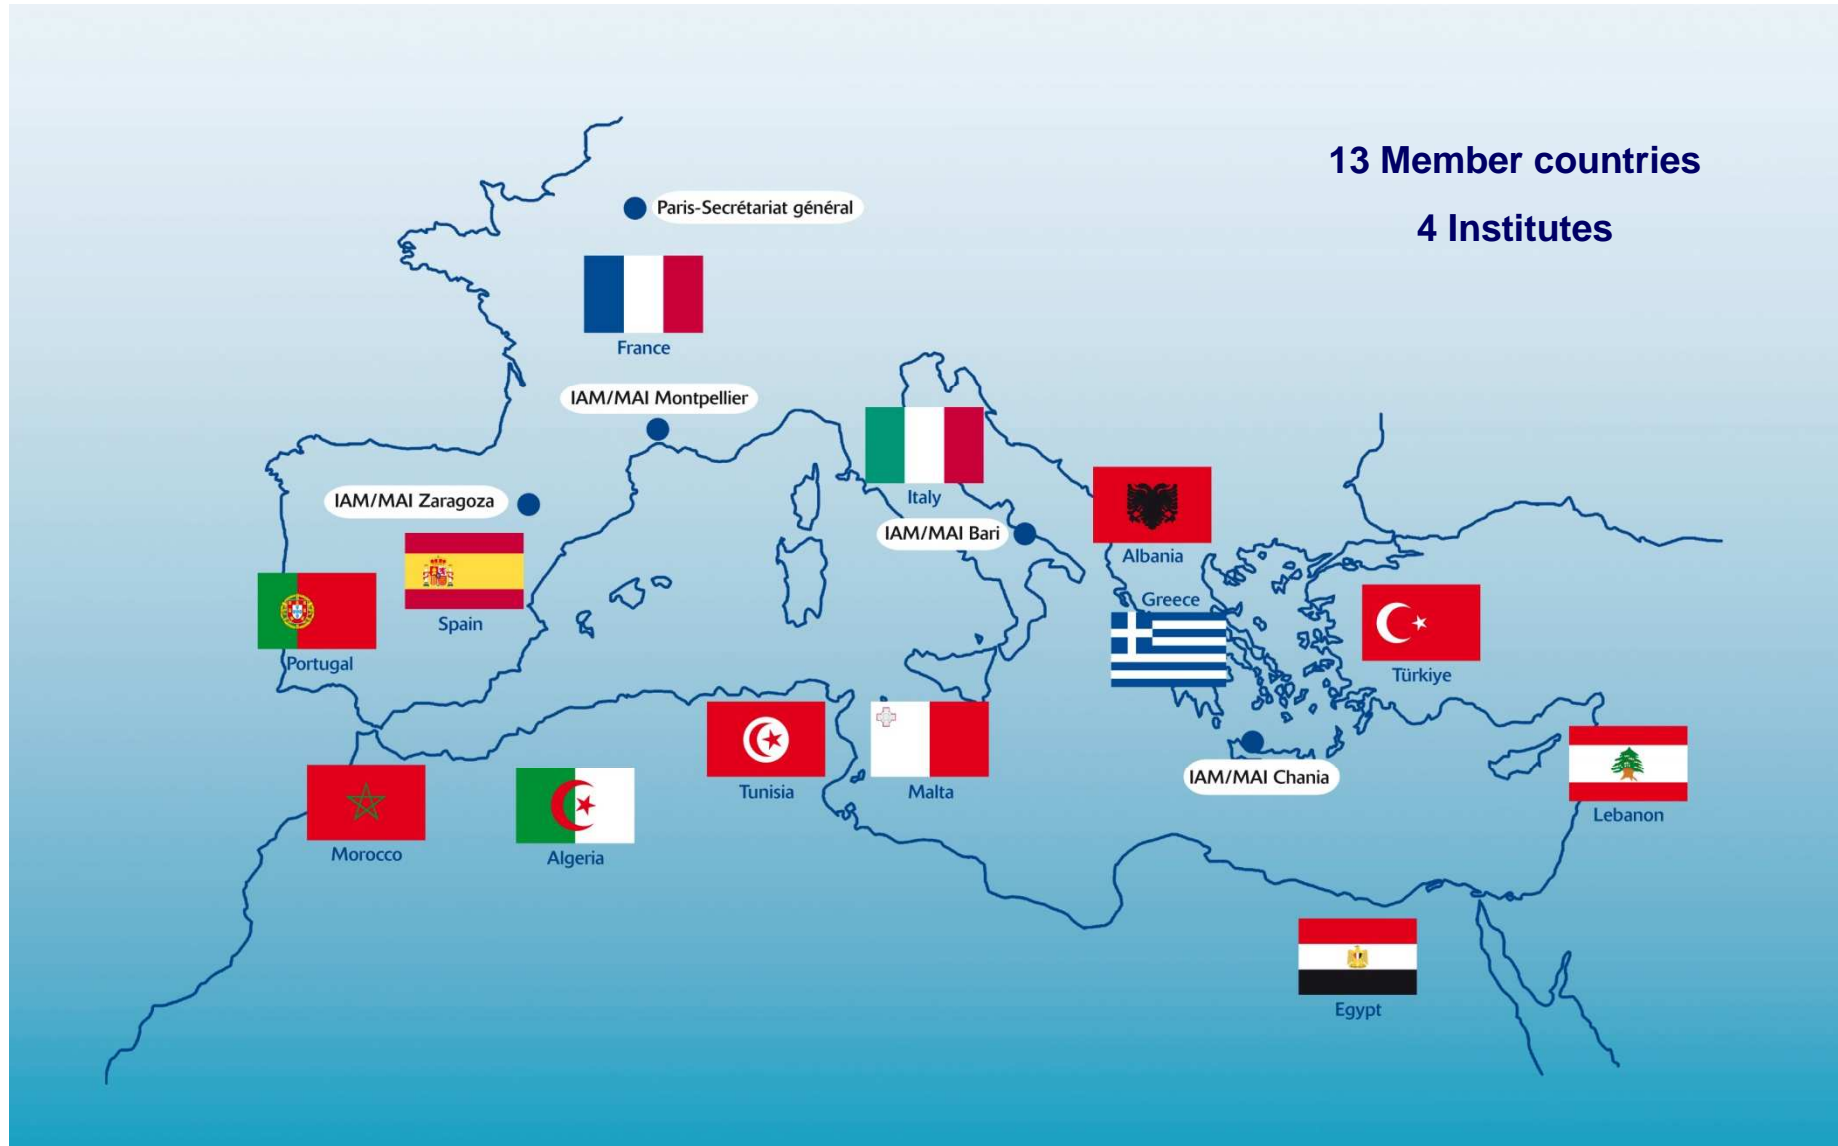 13 Member countries
4 Institutes
Paris-Secrétariat général
France
IAM/MAI Montpellier
Italy
IAM/MAI Zaragoza
IAM/MAI Bari
Albania
Greece
Spain
Portugal
Türkiye
IAM/MAI Chania
Tunisia
Malta
Lebanon
Morocco
Algeria
Egypt